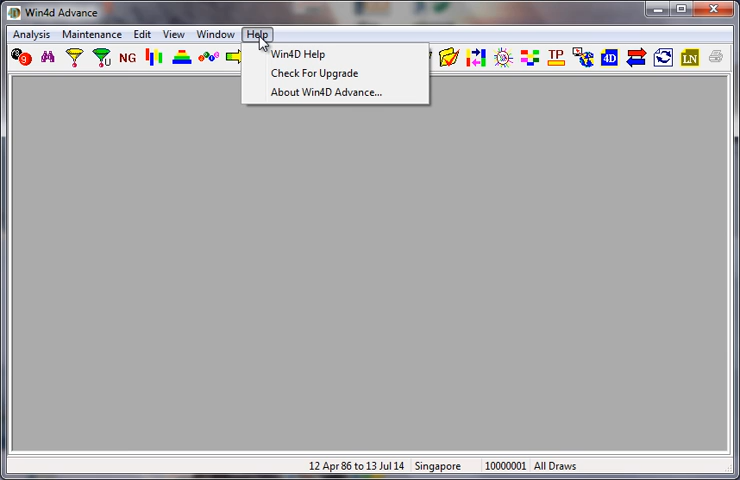 Win4d Advance
Analysis Maintenance Edit View Window Help
9 U NG TP 4D LN
Win4D Help
Check For Upgrade
About Win4D Advance...
12 Apr 86 to 13 Jul 14 Singapore 10000001 All Draws